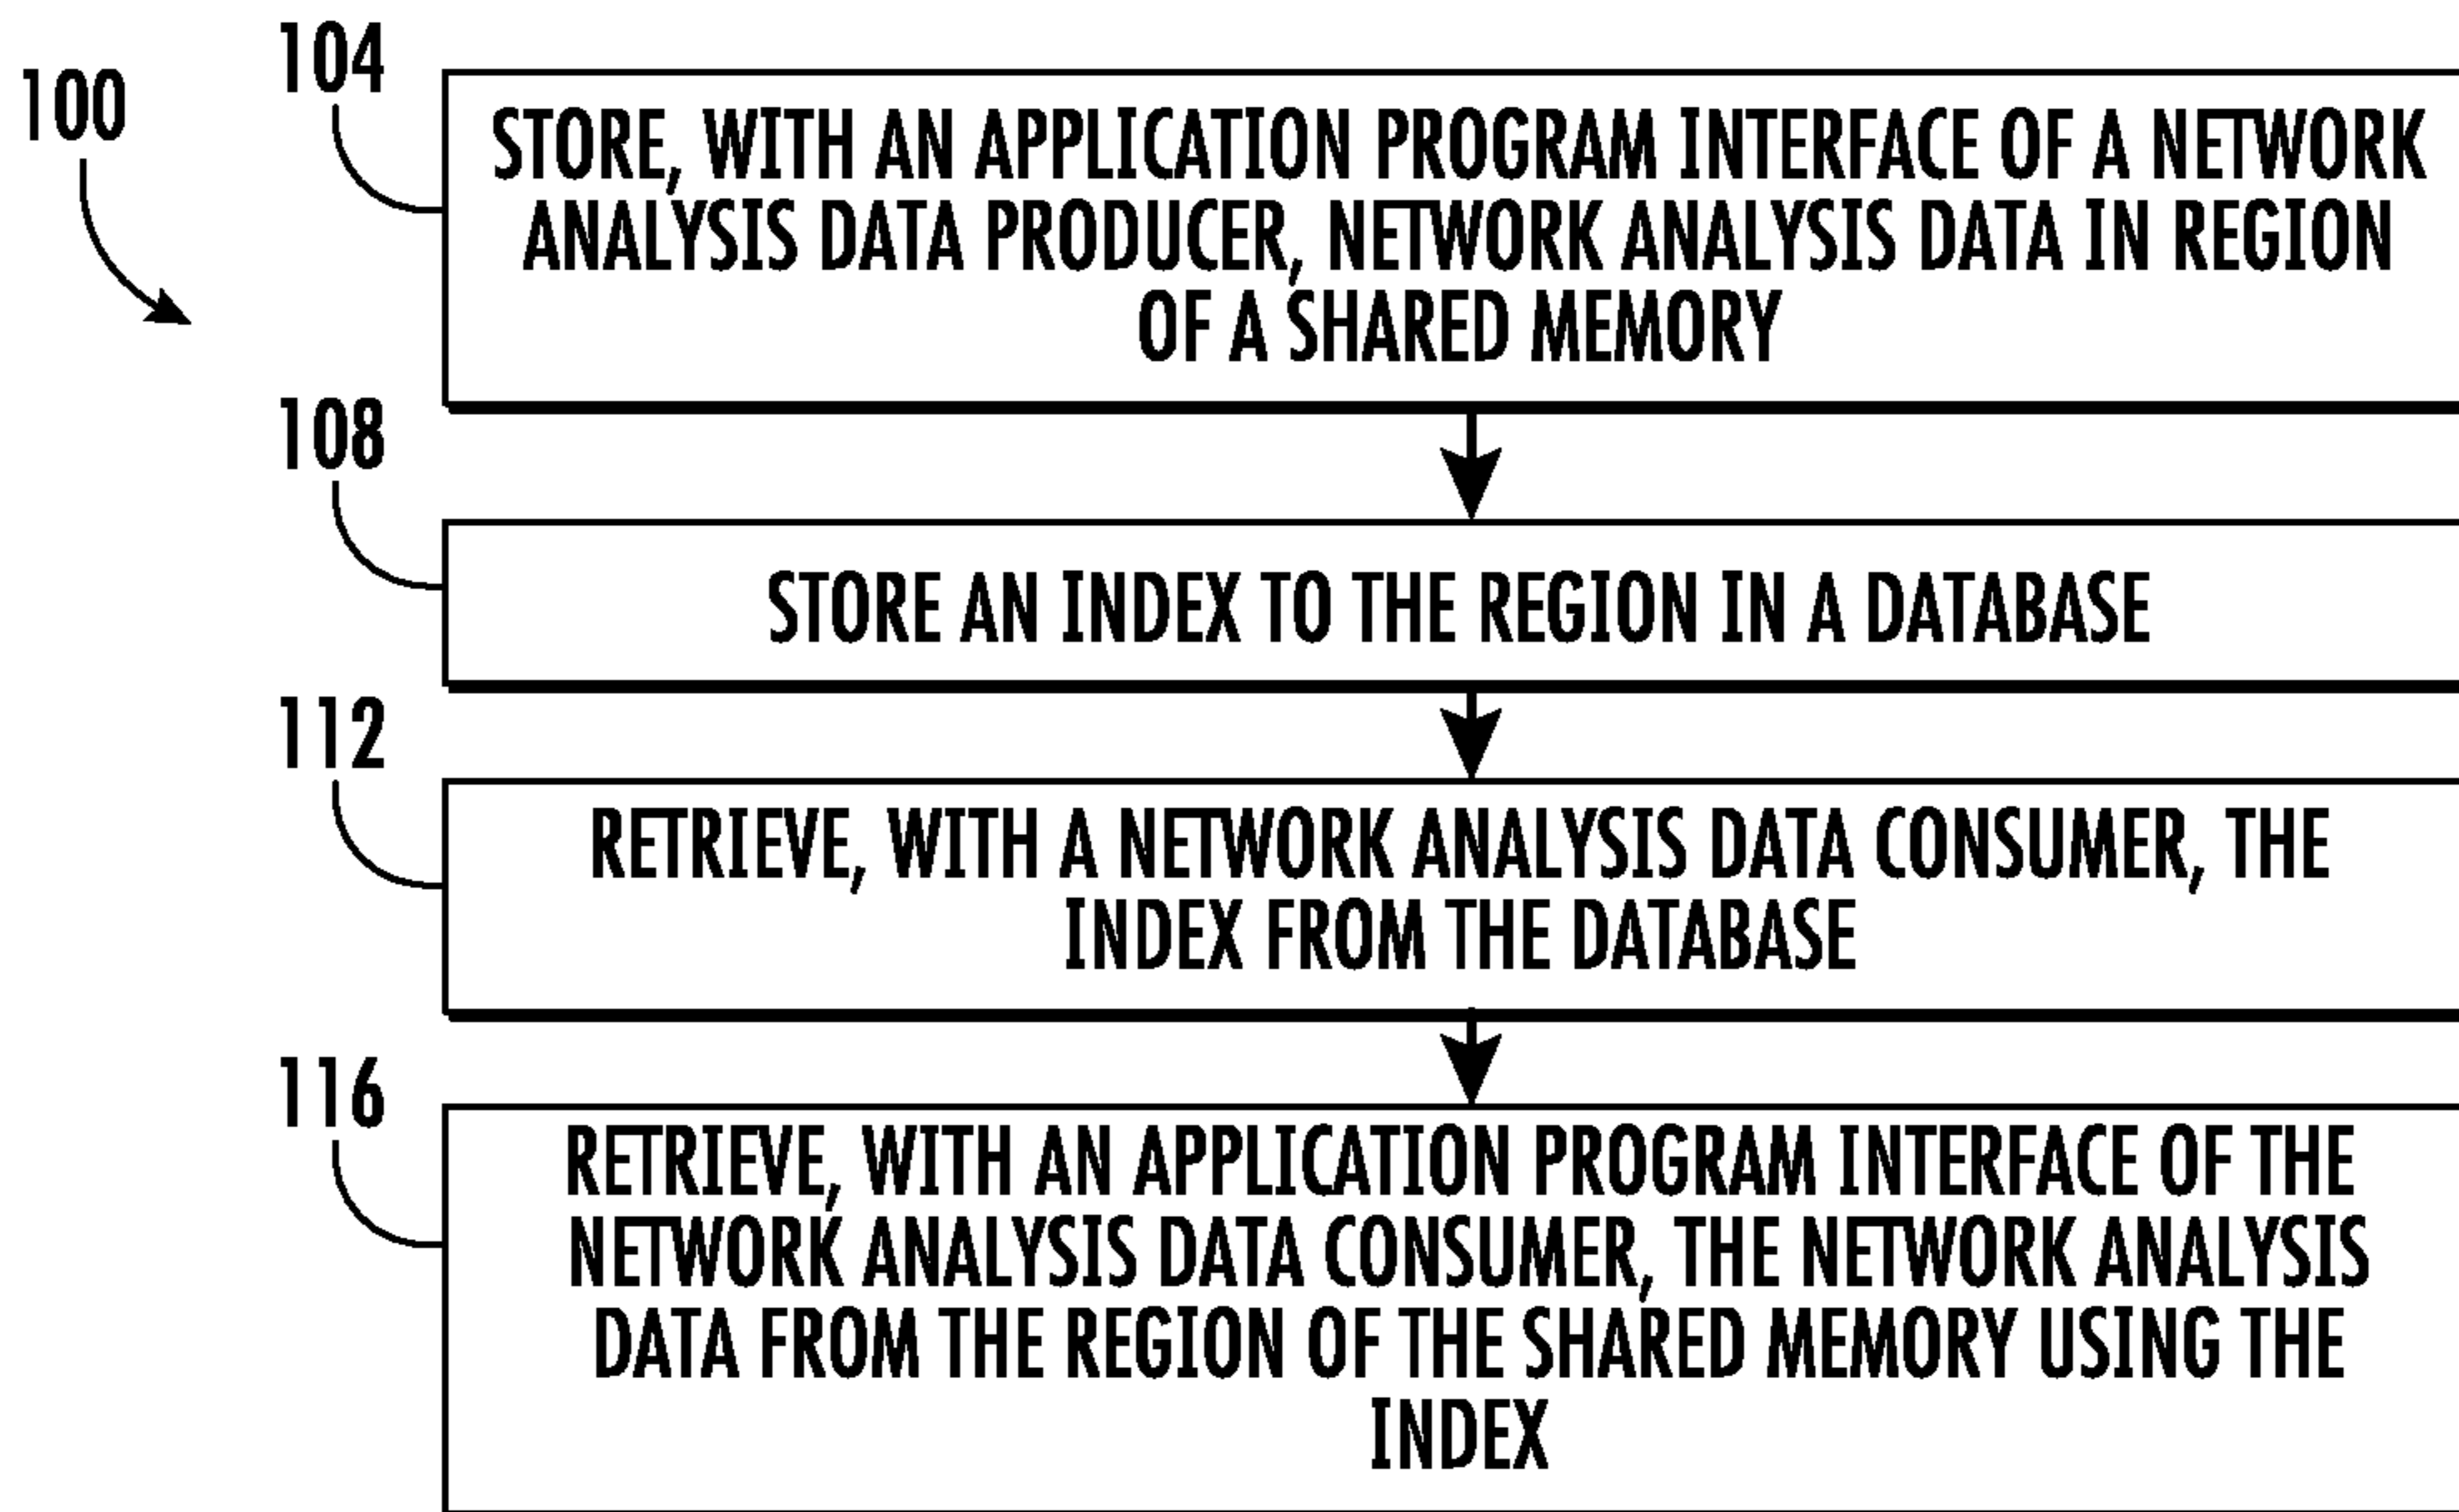 100
104
STORE, WITH AN APPLICATION PROGRAM INTERFACE OF A NETWORK
ANALYSIS DATA PRODUCER, NETWORK ANALYSIS DATA IN REGION
OF A SHARED MEMORY
108
STORE AN INDEX TO THE REGION IN A DATABASE
112
RETRIEVE, WITH A NETWORK ANALYSIS DATA CONSUMER, THE
INDEX FROM THE DATABASE
116
RETRIEVE, WITH AN APPLICATION PROGRAM INTERFACE OF THE
NETWORK ANALYSIS DATA CONSUMER, THE NETWORK ANALYSIS
DATA FROM THE REGION OF THE SHARED MEMORY USING THE
INDEX